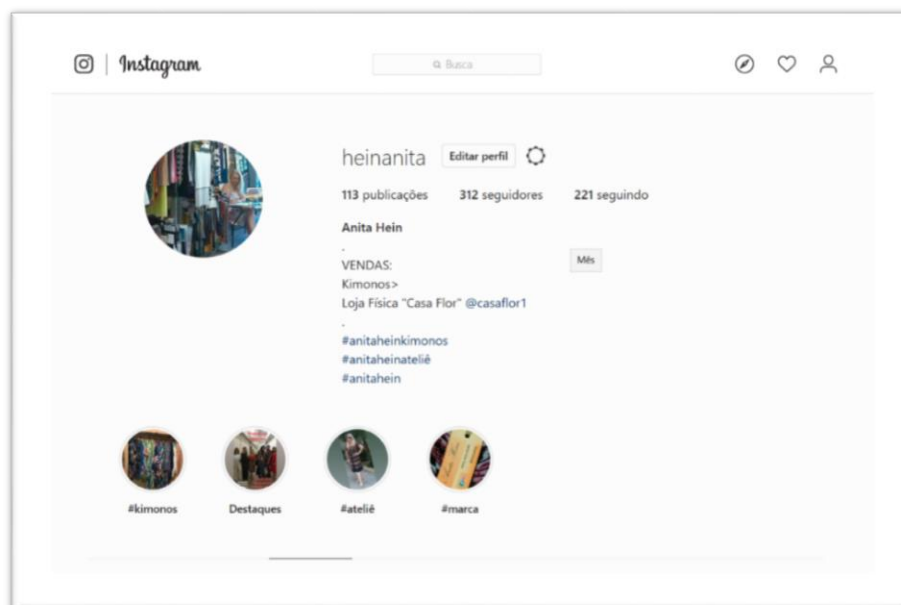 Instagram
Busca
heinanita Editar perfil
113 publicações 312 seguidores 221 seguindo
Anita Hein
.
VENDAS:
Mês
Kimonos>
Loja Física "Casa Flor" @casaflor1
.
#anitaheinkimonos
#anitaheinateliê
#anitahein
#kimonos Destaques #ateliê #marca